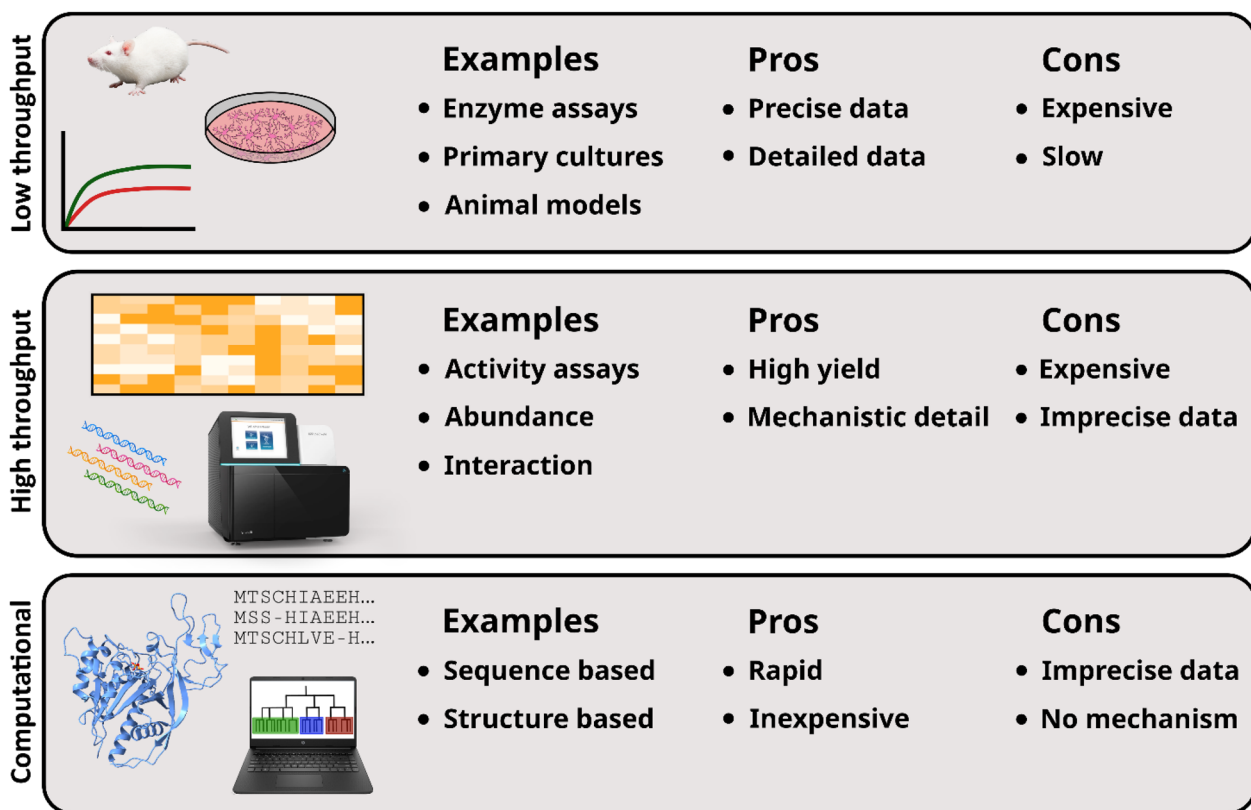 Low throughput
Examples
• Enzyme assays
• Primary cultures
• Animal models
Pros
• Precise data
• Detailed data
Cons
• Expensive
• Slow
High throughput
Examples
• Activity assays
• Abundance
• Interaction
Pros
• High yield
• Mechanistic detail
Cons
• Expensive
• Imprecise data
Computational
MTSCHIAEEH...
MSS-HIAEEH...
MTSCHLVE-H...
Examples
• Sequence based
• Structure based
Pros
• Rapid
• Inexpensive
Cons
• Imprecise data
• No mechanism